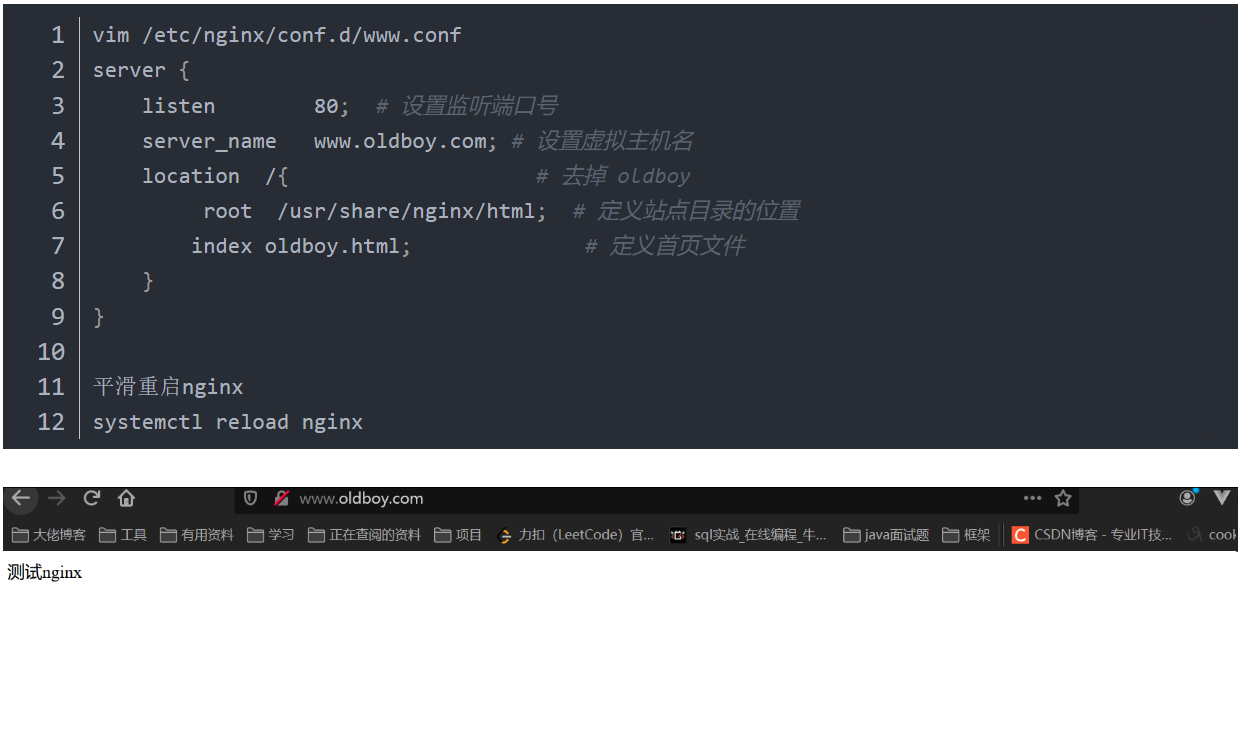 1 vim /etc/nginx/conf.d/www.conf
2 server {
3 listen 80; # 设置监听端口号
4 server_name www.oldboy.com; # 设置虚拟主机名
5 location /{ # 去掉 oldboy
6 root /usr/share/nginx/html; # 定义站点目录的位置
7 index oldboy.html; # 定义首页文件
8 }
9 }
10
11 平滑重启nginx
12 systemctl reload nginx
www.oldboy.com
大佬博客 工具 有用资料 学习 正在查阅的资料 项目 力扣（LeetCode）官... sql实战_在线编程_牛... java面试题 框架 C CSDN博客 - 专业IT技... cook
测试nginx